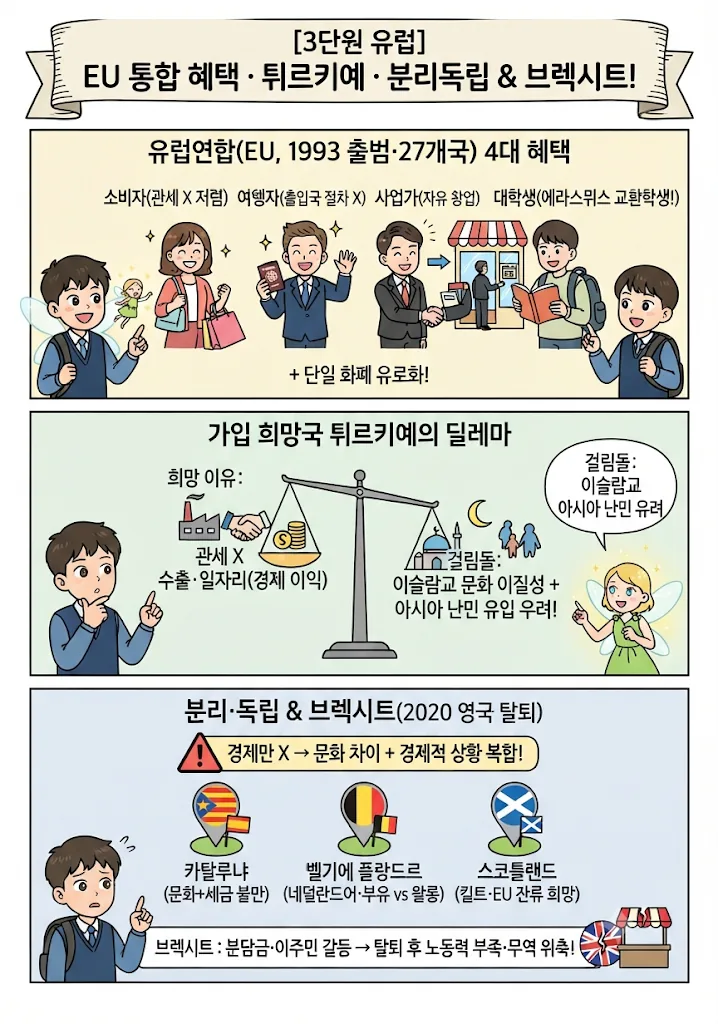 [3단원 유럽]
EU 통합 혜택 · 튀르키예 · 분리독립 & 브렉시트!
유럽연합(EU, 1993 출범·27개국) 4대 혜택
소비자(관세 X 저렴) 여행자(출입국 절차 X) 사업가(자유 창업) 대학생(에라스뮈스 교환학생!)
+ 단일 화폐 유로화!
가입 희망국 튀르키예의 딜레마
희망 이유:
관세 X
수출·일자리(경제 이익)
걸림돌:
이슬람교 문화 이질성 +
아시아 난민 유입 우려!
걸림돌:
이슬람교
아시아 난민 유려
분리·독립 & 브렉시트(2020 영국 탈퇴)
경제만 X → 문화 차이 + 경제적 상황 복합!
카탈루냐
(문화+세금 불만)
벨기에 플랑드르
(네덜란드어·부유 vs 왈롱)
스코틀랜드
(킬트·EU 잔류 희망)
브렉시트 : 분담금·이주민 갈등 → 탈퇴 후 노동력 부족·무역 위축!